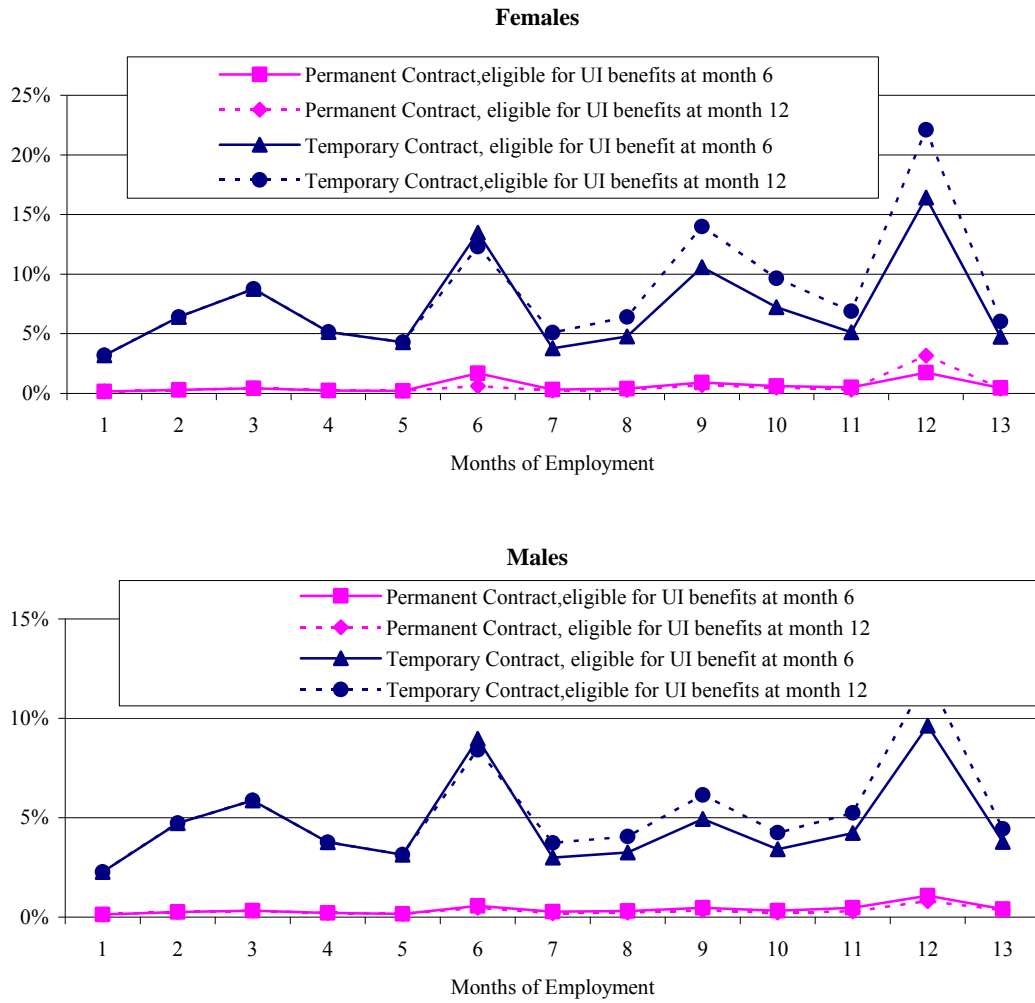 Females
Permanent Contract,eligible for UI benefits at month 6
Permanent Contract, eligible for UI benefits at month 12
Temporary Contract, eligible for UI benefit at month 6
Temporary Contract,eligible for UI benefits at month 12
25%
20%
15%
10%
5%
0%
1 2 3 4 5 6 7 8 9 10 11 12 13
Months of Employment
Males
Permanent Contract,eligible for UI benefits at month 6
Permanent Contract, eligible for UI benefits at month 12
Temporary Contract, eligible for UI benefit at month 6
Temporary Contract,eligible for UI benefits at month 12
15%
10%
5%
0%
1 2 3 4 5 6 7 8 9 10 11 12 13
Months of Employment